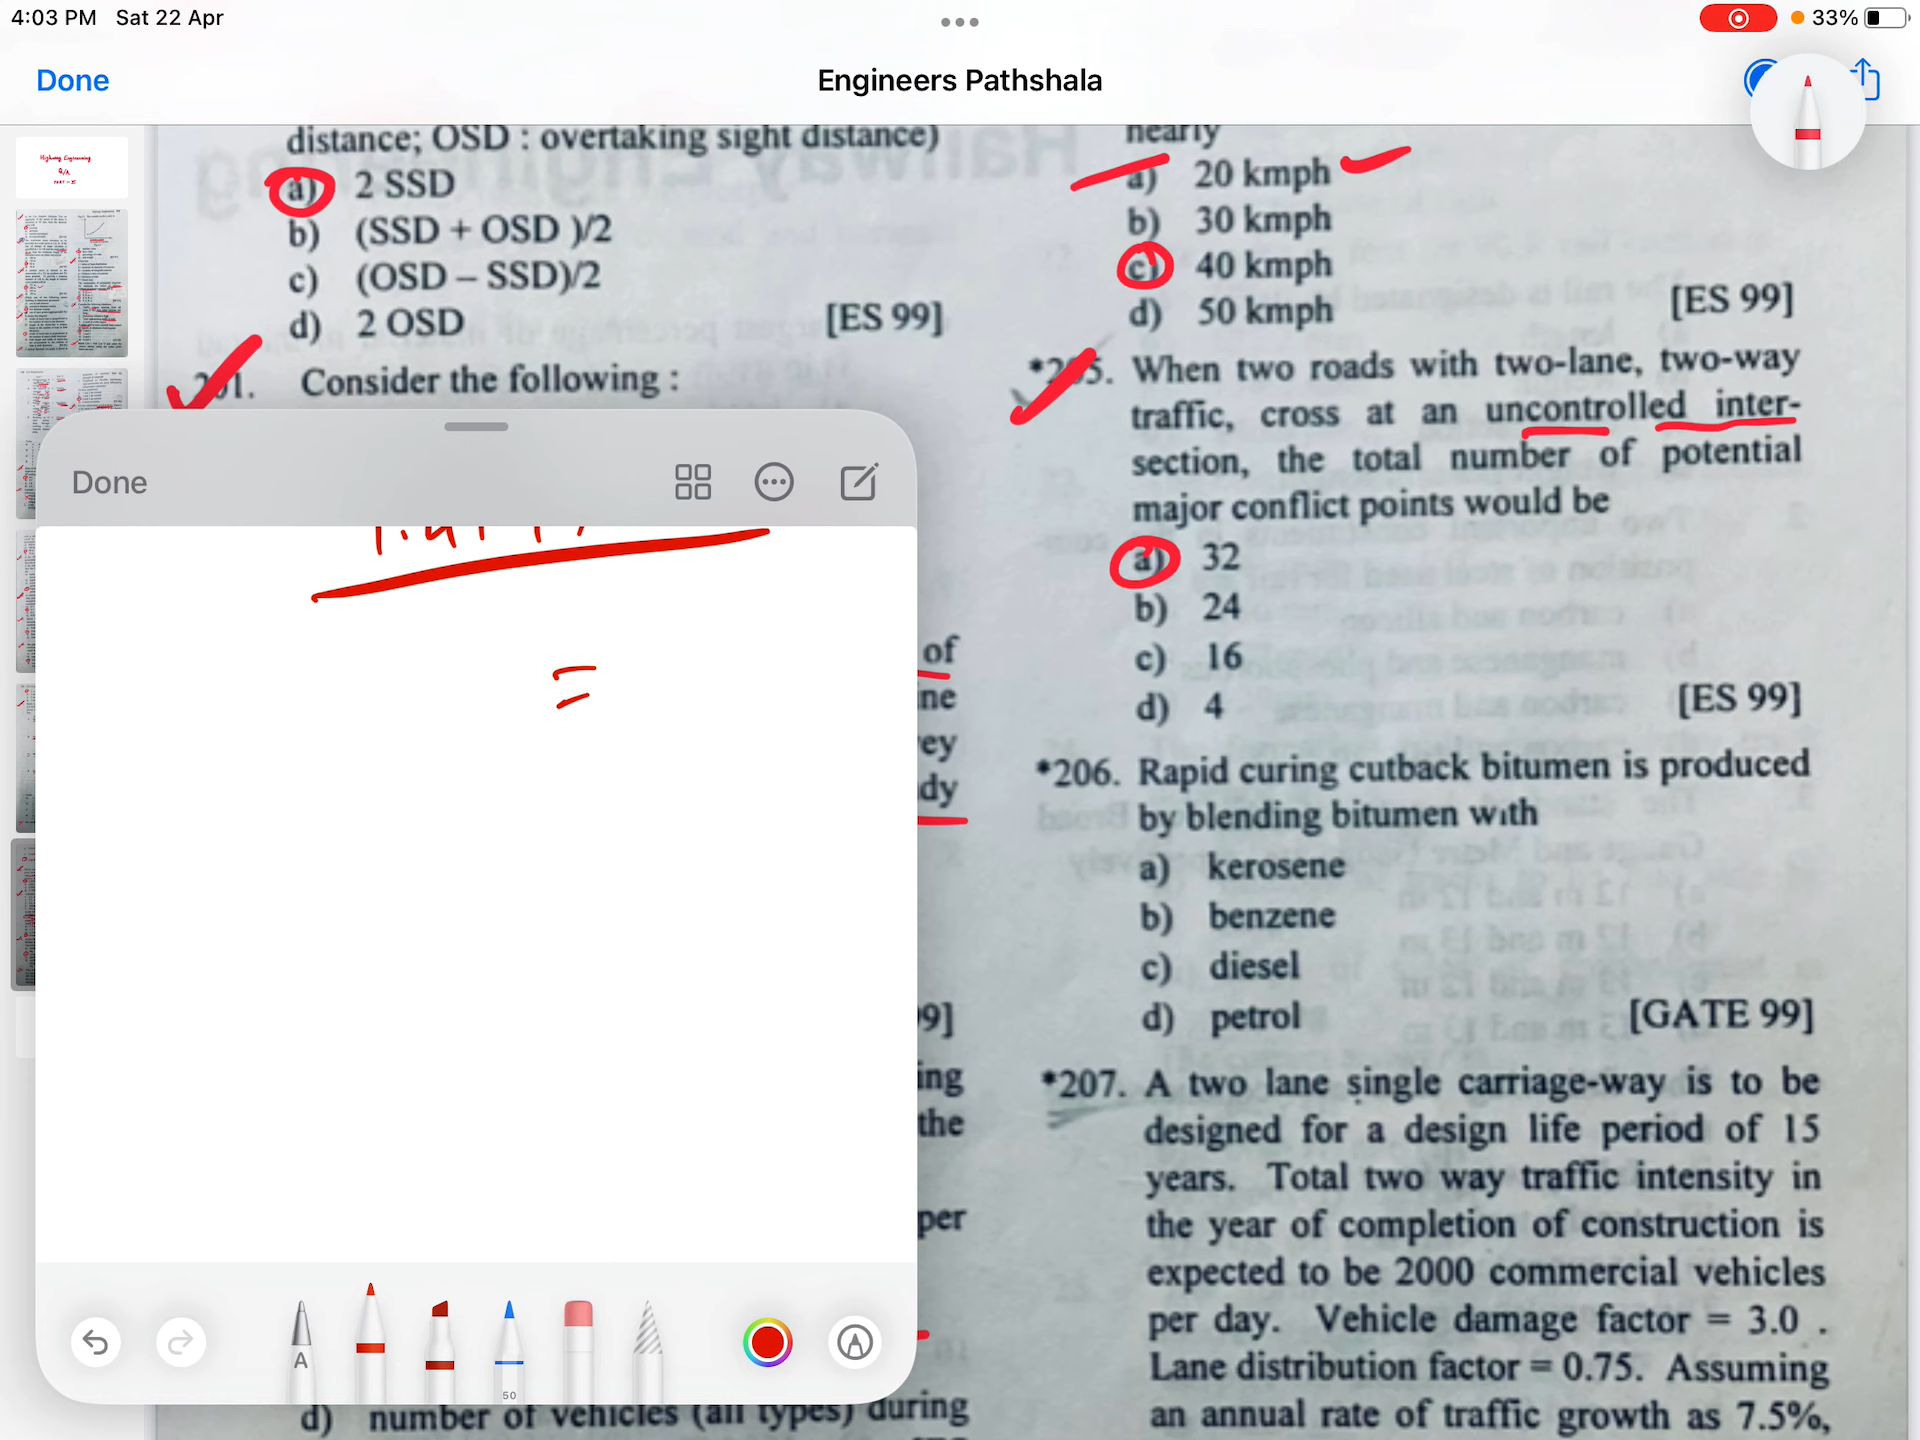 4:03 PM Sat 22 Apr
33%
Done
Engineers Pathshala
distance; OSD : overtaking sight distance)
a) 2 SSD
b) (SSD + OSD )/2
c) (OSD – SSD)/2
d) 2 OSD [ES 99]
201. Consider the following :
Done
=
A
50
of
ne
ey
dy
9]
ing
the
per
d) number of vehicles (all types) during
nearly
a) 20 kmph
b) 30 kmph
c) 40 kmph
d) 50 kmph [ES 99]
*205. When two roads with two-lane, two-way
traffic, cross at an uncontrolled inter-
section, the total number of potential
major conflict points would be
a) 32
b) 24
c) 16
d) 4 [ES 99]
*206. Rapid curing cutback bitumen is produced
by blending bitumen with
a) kerosene
b) benzene
c) diesel
d) petrol [GATE 99]
*207. A two lane single carriage-way is to be
designed for a design life period of 15
years. Total two way traffic intensity in
the year of completion of construction is
expected to be 2000 commercial vehicles
per day. Vehicle damage factor = 3.0 .
Lane distribution factor = 0.75. Assuming
an annual rate of traffic growth as 7.5%,